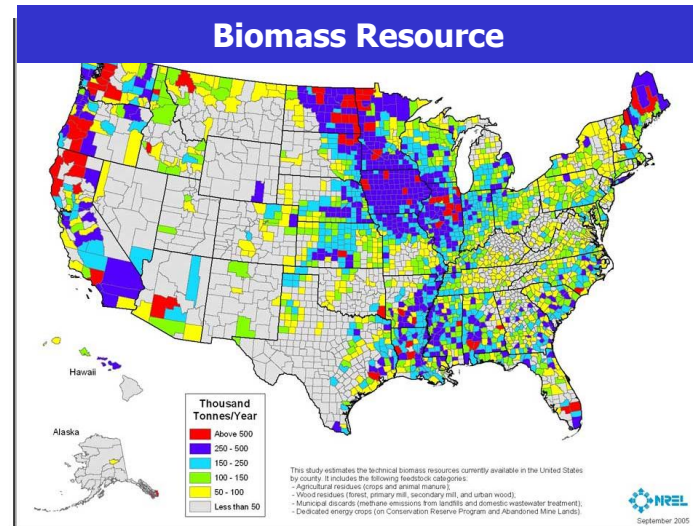 Biomass Resource
Hawaii
Alaska
Thousand
Tonnes/Year
Above 500
250 - 500
150 - 250
100 - 150
50 - 100
Less than 50
This study estimates the technical biomass resources currently available in the United States
by county. It includes the following feedstock categories:
- Agricultural residues (crops and animal manure);
- Wood residues (forest, primary mill, secondary mill, and urban wood);
- Municipal discards (methane emissions from landfills and domestic wastewater treatment);
- Dedicated energy crops (on Conservation Reserve Program and Abandoned Mine Lands).
NREL
September 2005